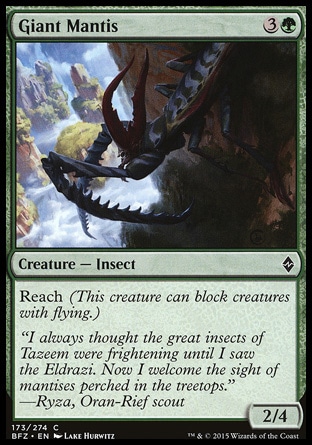 Giant Mantis 3
Creature — Insect
Reach (This creature can block creatures
with flying.)
“I always thought the great insects of
Tazeem were frightening until I saw
the Eldrazi. Now I welcome the sight of
mantises perched in the treetops.”
—Ryza, Oran-Rief scout
2/4
173/274 C
BFZ • EN LAKE HURWITZ
™ & © 2015 Wizards of the Coast